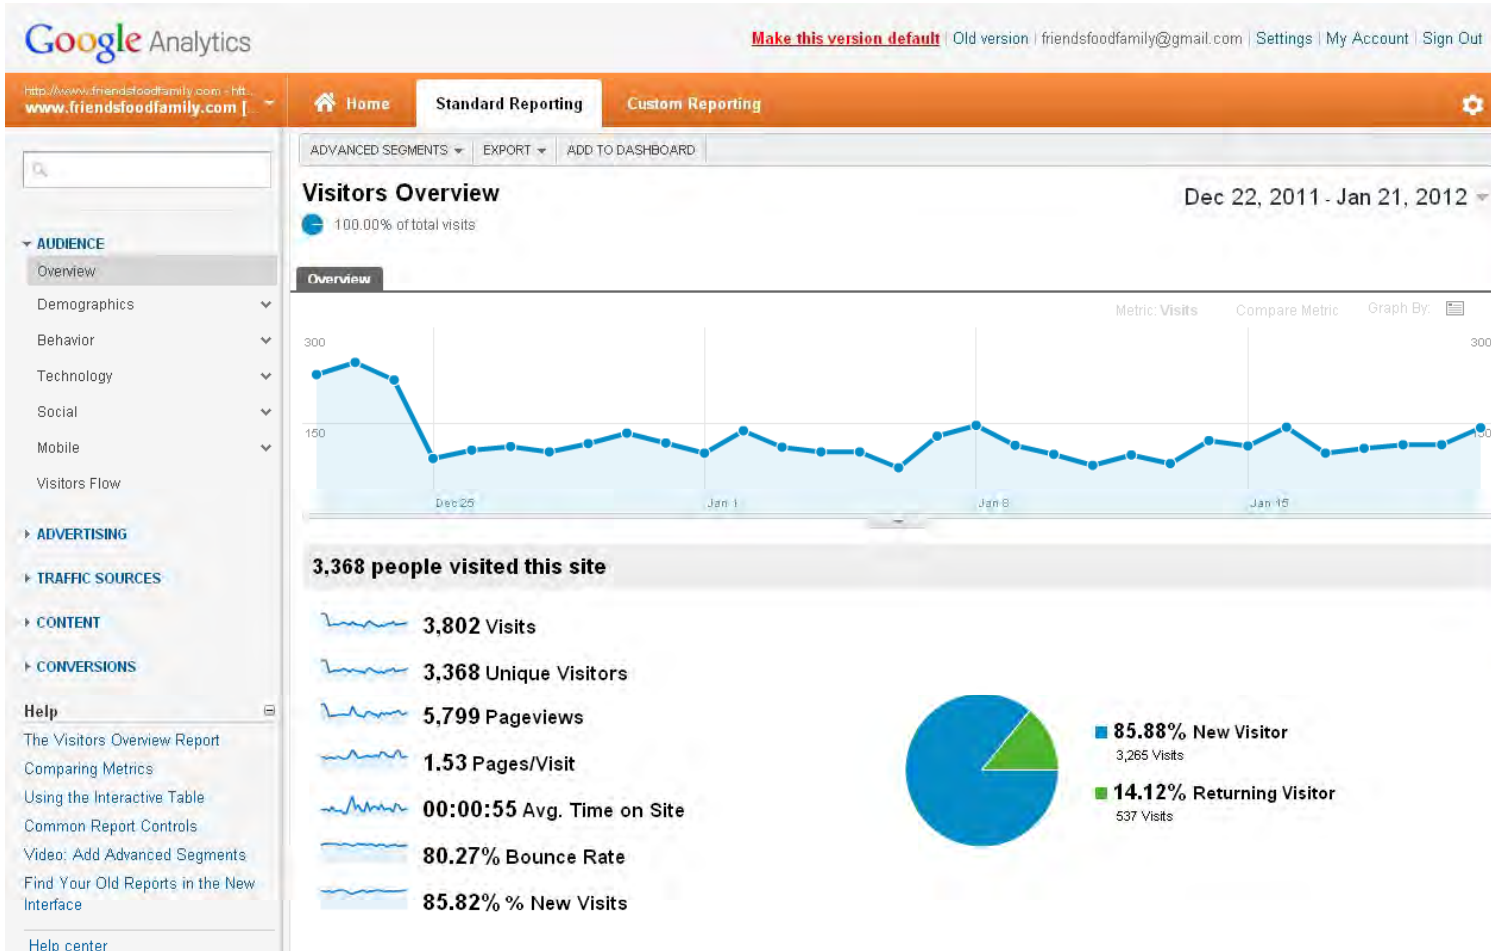 Google Analytics
Make this version default | Old version | friendsfoodfamily@gmail.com | Settings | My Account | Sign Out
http://www.friendsfoodfamily.com - htt...
www.friendsfoodfamily.com [...
Home
Standard Reporting
Custom Reporting
ADVANCED SEGMENTS
EXPORT
ADD TO DASHBOARD
Visitors Overview
Dec 22, 2011 - Jan 21, 2012
100.00% of total visits
AUDIENCE
Overview
Demographics
Behavior
Technology
Social
Mobile
Visitors Flow
ADVERTISING
TRAFFIC SOURCES
CONTENT
CONVERSIONS
Help
The Visitors Overview Report
Comparing Metrics
Using the Interactive Table
Common Report Controls
Video: Add Advanced Segments
Find Your Old Reports in the New
Interface
Help center
Overview
Metric: Visits
Compare Metric
Graph By:
300
300
150
150
Dec 25
Jan 1
Jan 8
Jan 15
3,368 people visited this site
3,802 Visits
3,368 Unique Visitors
5,799 Pageviews
1.53 Pages/Visit
00:00:55 Avg. Time on Site
80.27% Bounce Rate
85.82% % New Visits
85.88% New Visitor
3,265 Visits
14.12% Returning Visitor
537 Visits